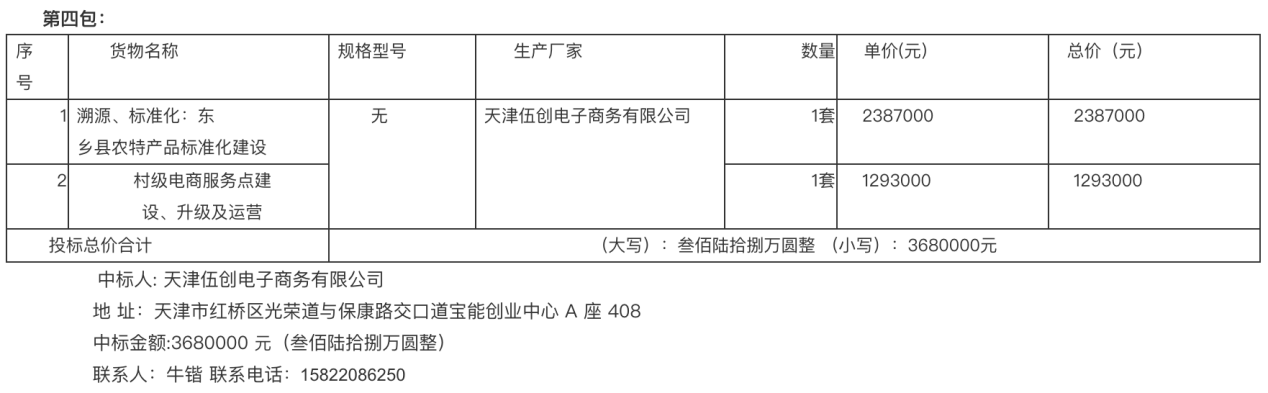 第四包：
序号 货物名称 规格型号 生产厂家 数量 单价(元) 总价（元）
1 溯源、标准化：东 无 天津伍创电子商务有限公司 1套 2387000 2387000
乡县农特产品标准化建设
2 村级电商服务点建 1套 1293000 1293000
设、升级及运营
投标总价合计 （大写）：叁佰陆拾捌万圆整 （小写）：3680000元
中标人: 天津伍创电子商务有限公司
地 址：天津市红桥区光荣道与保康路交口道宝能创业中心 A 座 408
中标金额:3680000 元（叁佰陆拾捌万圆整）
联系人：牛锴 联系电话：15822086250